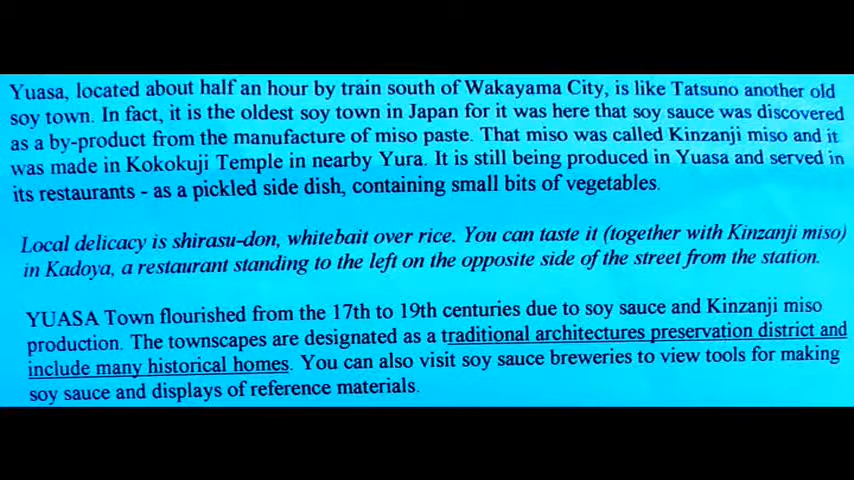 Yuasa, located about half an hour by train south of Wakayama City, is like Tatsuno another old
soy town. In fact, it is the oldest soy town in Japan for it was here that soy sauce was discovered
as a by-product from the manufacture of miso paste. That miso was called Kinzanji miso and it
was made in Kokokuji Temple in nearby Yura. It is still being produced in Yuasa and served in
its restaurants - as a pickled side dish, containing small bits of vegetables.
Local delicacy is shirasu-don, whitebait over rice. You can taste it (together with Kinzanji miso)
in Kadoya, a restaurant standing to the left on the opposite side of the street from the station.
YUASA Town flourished from the 17th to 19th centuries due to soy sauce and Kinzanji miso
production. The townscapes are designated as a traditional architectures preservation district and
include many historical homes. You can also visit soy sauce breweries to view tools for making
soy sauce and displays of reference materials.